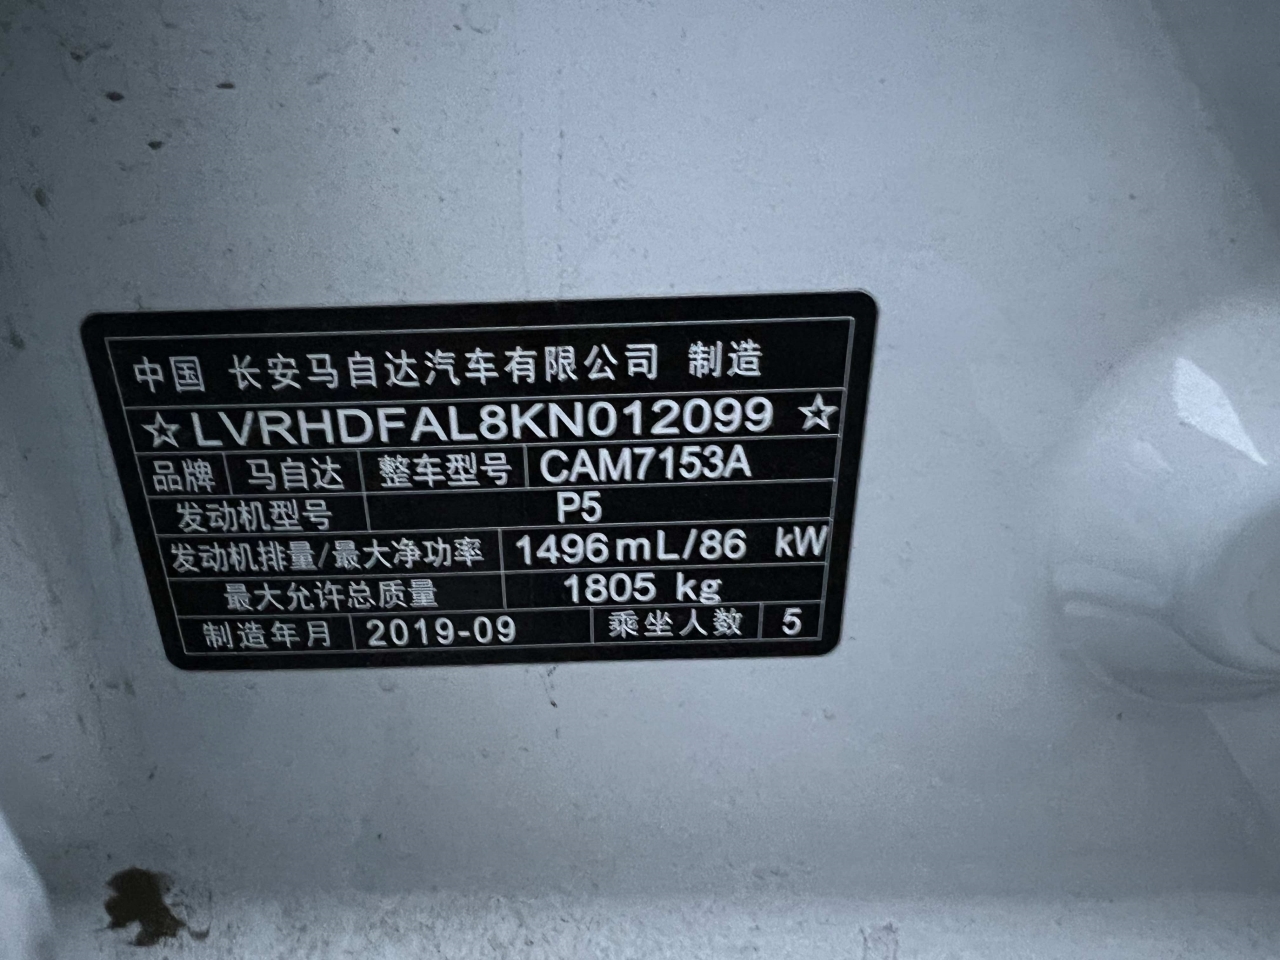 中国 长安马自达汽车有限公司 制造
☆LVRHDFAL8KN012099☆
品牌 马自达 整车型号 CAM7153A
发动机型号 P5
发动机排量/最大净功率 1496mL/86 kW
最大允许总质量 1805 kg
制造年月 2019-09 乘坐人数 5